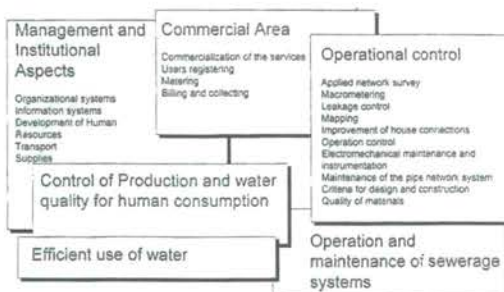 Management and
Institutional
Aspects
Organizational systems
Information systems
Development of Human
Resources
Transport
Supplies
Commercial Area
Commercialization of the services
Users registering
Metering
Billing and collecting
Operational control
Applied network survey
Macrometering
Leakage control
Mapping
Improvement of house connections
Operation control
Electromechanical maintenance and
instrumentation
Maintenance of the pipe network system
Criteria for design and construction
Quality of materials
Control of Production and water
quality for human consumption
Efficient use of water
Operation and
maintenance of sewerage
systems